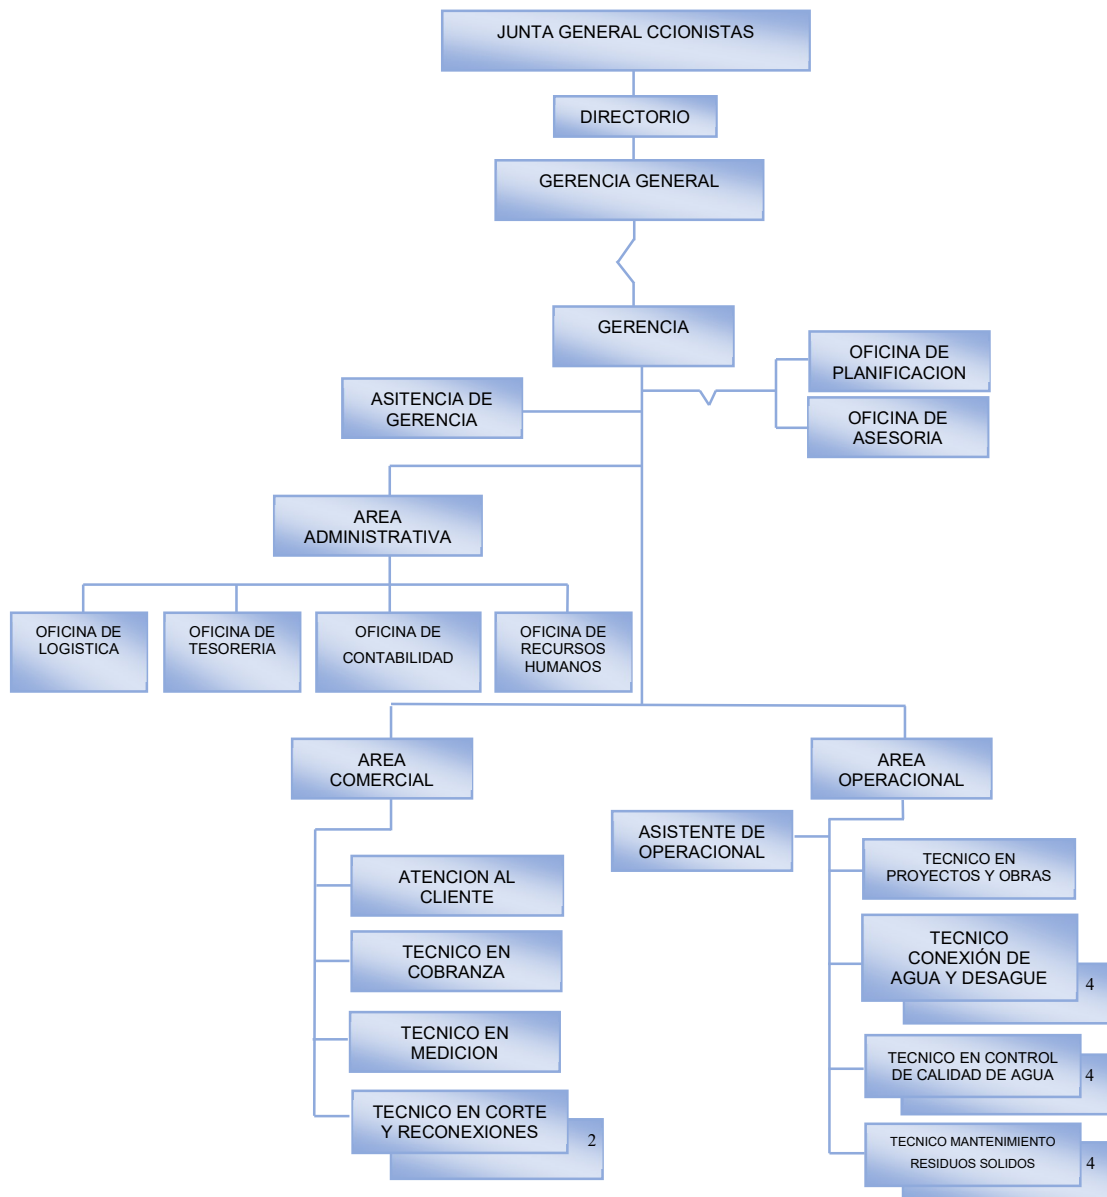 JUNTA GENERAL CCIONISTAS
DIRECTORIO
GERENCIA GENERAL
GERENCIA
OFICINA DE
PLANIFICACION
ASITENCIA DE
GERENCIA
OFICINA DE
ASESORIA
AREA
ADMINISTRATIVA
OFICINA DE
LOGISTICA
OFICINA DE
TESORERIA
OFICINA DE
CONTABILIDAD
OFICINA DE
RECURSOS
HUMANOS
AREA
COMERCIAL
AREA
OPERACIONAL
ASISTENTE DE
OPERACIONAL
ATENCION AL
CLIENTE
TECNICO EN
COBRANZA
TECNICO EN
MEDICION
TECNICO EN CORTE
Y RECONEXIONES
2
TECNICO EN
PROYECTOS Y OBRAS
TECNICO
CONEXIÓN DE
AGUA Y DESAGUE
4
TECNICO EN CONTROL
DE CALIDAD DE AGUA
4
TECNICO MANTENIMIENTO
RESIDUOS SOLIDOS
4